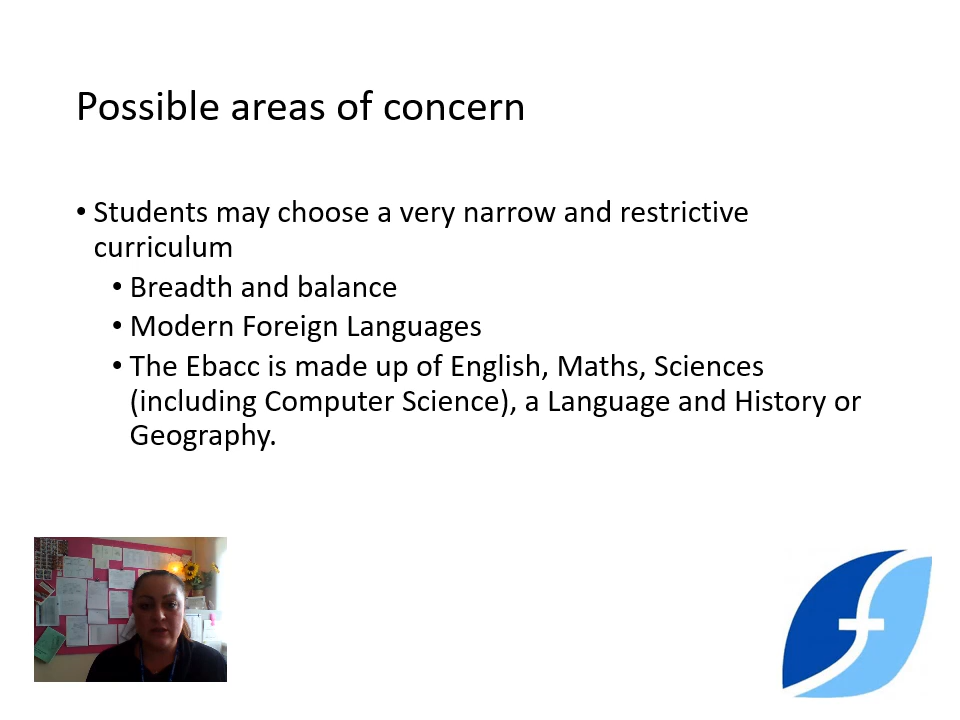 Possible areas of concern
• Students may choose a very narrow and restrictive
curriculum
• Breadth and balance
• Modern Foreign Languages
• The Ebacc is made up of English, Maths, Sciences
(including Computer Science), a Language and History or
Geography.